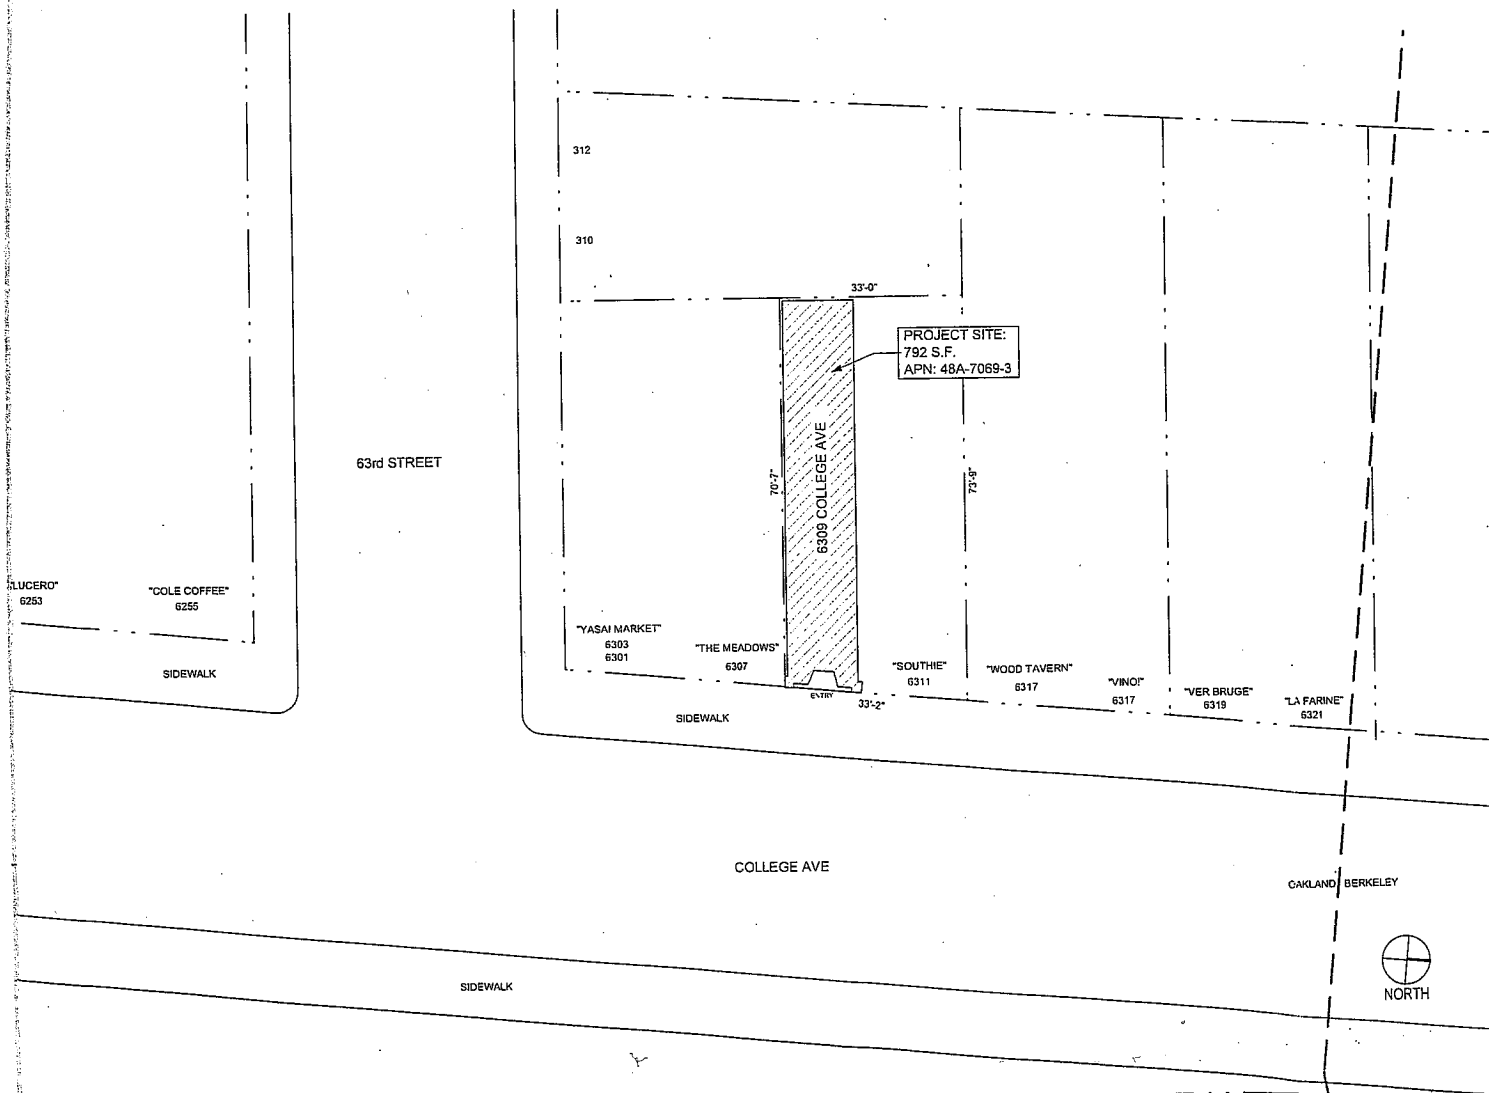 312
310
33'-0"
PROJECT SITE:
792 S.F.
APN: 48A-7069-3
6309 COLLEGE AVE
70'-7"
73'-9"
63rd STREET
"LUCERO"
6253
"COLE COFFEE"
6255
SIDEWALK
"YASAI MARKET"
6303
6301
"THE MEADOWS"
6307
ENTRY
33'-2"
"SOUTHIE"
6311
"WOOD TAVERN"
6317
"VINO!"
6317
"VER BRUGE"
6319
"LA FARINE"
6321
SIDEWALK
COLLEGE AVE
OAKLAND BERKELEY
SIDEWALK
NORTH